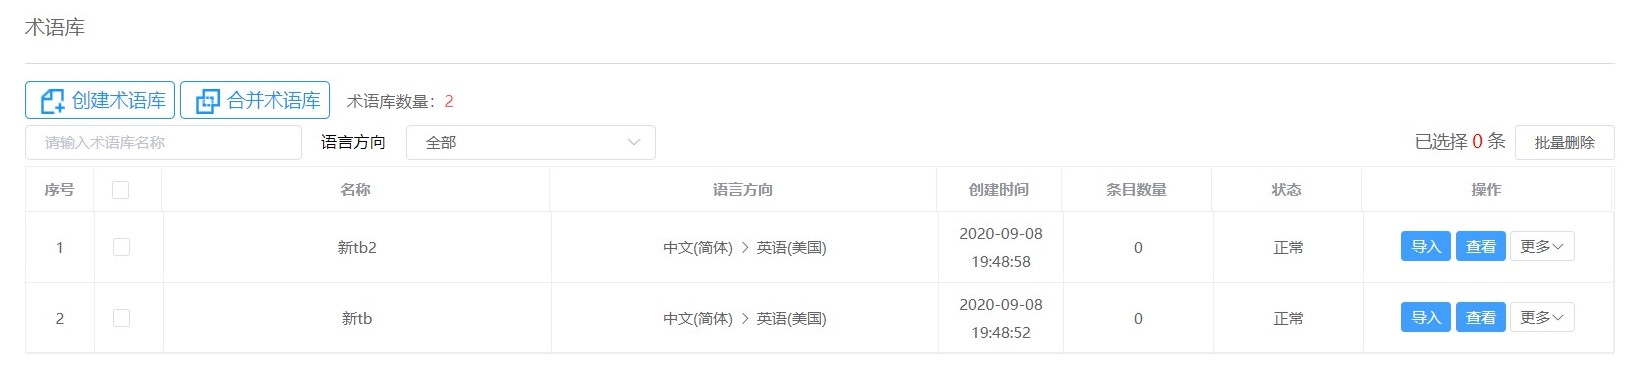 术语库
创建术语库 合并术语库 术语库数量：2
请输入术语库名称 语言方向 全部 已选择 0 条 批量删除
序号 名称 语言方向 创建时间 条目数量 状态 操作
1 新tb2 中文(简体) > 英语(美国) 2020-09-08 19:48:58 0 正常 导入 查看 更多
2 新tb 中文(简体) > 英语(美国) 2020-09-08 19:48:52 0 正常 导入 查看 更多